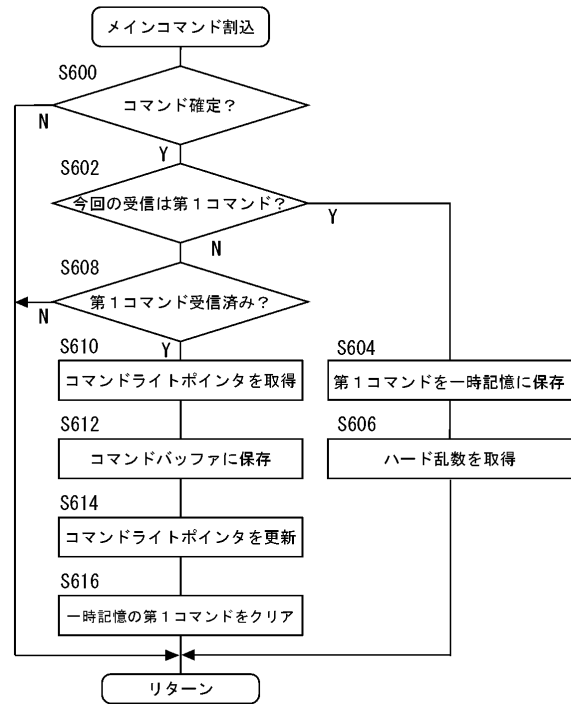 メインコマンド割込
S600
コマンド確定？
N
Y
S602
今回の受信は第１コマンド？
Y
N
S608
第１コマンド受信済み？
N
Y
S610
コマンドライトポインタを取得
S604
第１コマンドを一時記憶に保存
S612
コマンドバッファに保存
S606
ハード乱数を取得
S614
コマンドライトポインタを更新
S616
一時記憶の第１コマンドをクリア
リターン